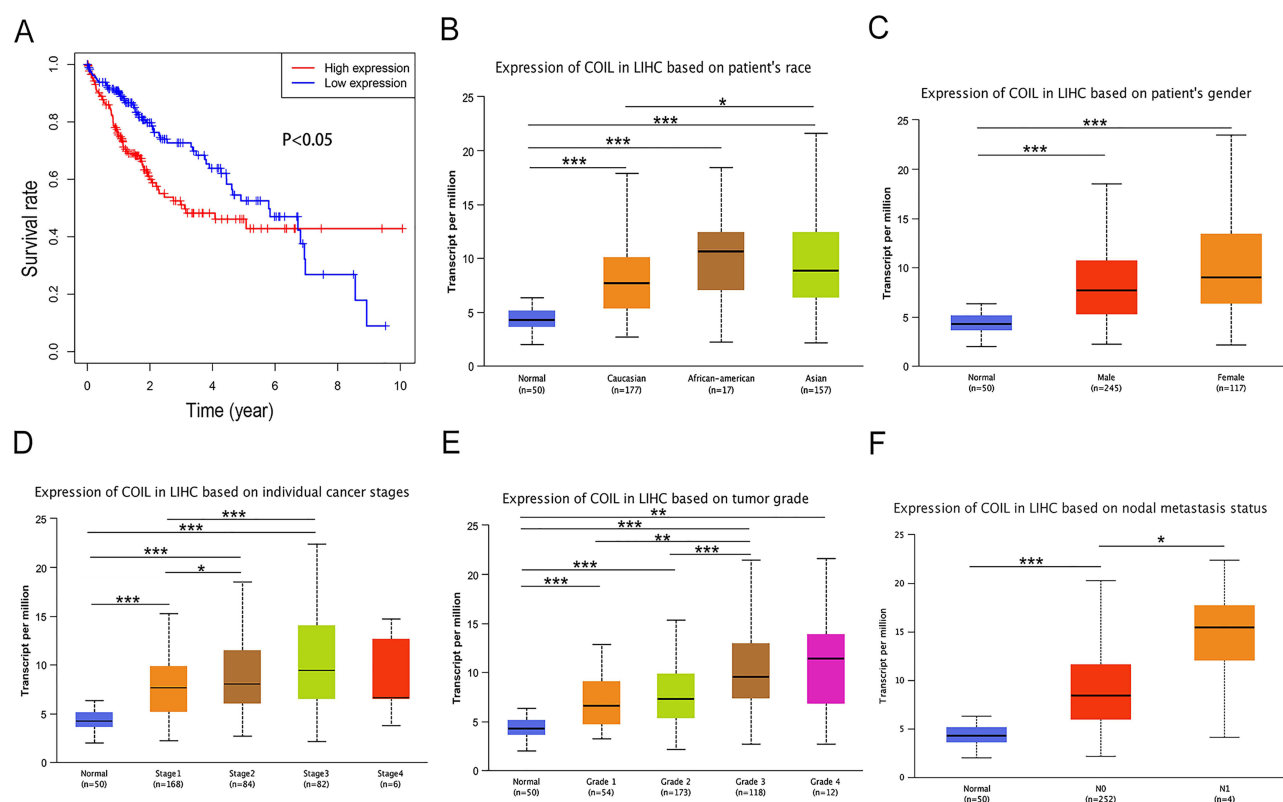 A
High expression
Low expression
P<0.05
Survival rate
1.0
0.8
0.6
0.4
0.2
0.0
0 2 4 6 8 10
Time (year)
B
Expression of COIL in LIHC based on patient's race
Transcript per million
25
20
15
10
5
0
*
***
***
***
Normal Caucasian African-american Asian
(n=50) (n=177) (n=17) (n=157)
C
Expression of COIL in LIHC based on patient's gender
Transcript per million
25
20
15
10
5
0
***
***
Normal Male Female
(n=50) (n=245) (n=117)
D
Expression of COIL in LIHC based on individual cancer stages
Transcript per million
25
20
15
10
5
0
***
***
***
*
***
Normal Stage1 Stage2 Stage3 Stage4
(n=50) (n=168) (n=84) (n=82) (n=6)
E
Expression of COIL in LIHC based on tumor grade
Transcript per million
25
20
15
10
5
0
**
***
**
***
***
***
Normal Grade 1 Grade 2 Grade 3 Grade 4
(n=50) (n=54) (n=173) (n=118) (n=12)
F
Expression of COIL in LIHC based on nodal metastasis status
Transcript per million
25
20
15
10
5
0
*
***
Normal N0 N1
(n=50) (n=252) (n=4)